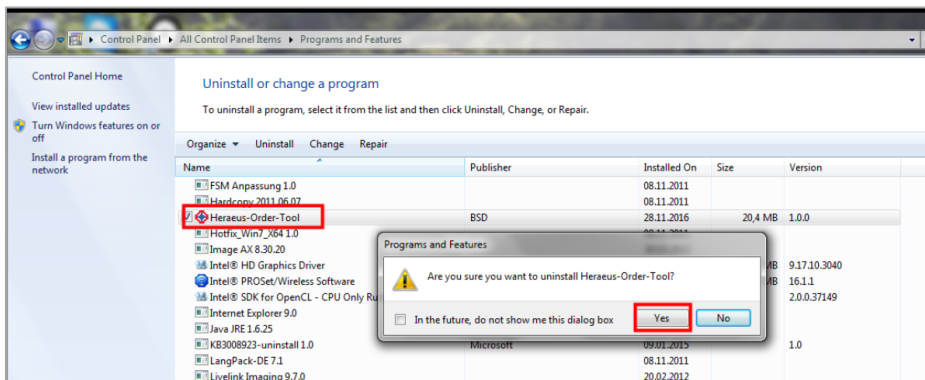 Control Panel ▸ All Control Panel Items ▸ Programs and Features
Control Panel Home
View installed updates
Turn Windows features on or
off
Install a program from the
network
Uninstall or change a program
To uninstall a program, select it from the list and then click Uninstall, Change, or Repair.
Organize Uninstall Change Repair
Name Publisher Installed On Size Version
FSM Anpassung 1.0 08.11.2011
Hardcopy 2011.06.07 08.11.2011
Heraeus-Order-Tool BSD 28.11.2016 20,4 MB 1.0.0
Hotfix_Win7_X64 1.0 08.11.2011
Image AX 8.30.20
Intel® HD Graphics Driver MB 9.17.10.3040
Intel® PROSet/Wireless Software MB 16.1.1
Intel® SDK for OpenCL - CPU Only Ru 2.0.0.37149
Internet Explorer 9.0
Java JRE 1.6.25
KB3008923-uninstall 1.0 Microsoft 09.01.2015 1.0
LangPack-DE 7.1 08.11.2011
Livelink Imaging 9.7.0 20.02.2012
Programs and Features
Are you sure you want to uninstall Heraeus-Order-Tool?
In the future, do not show me this dialog box
Yes No